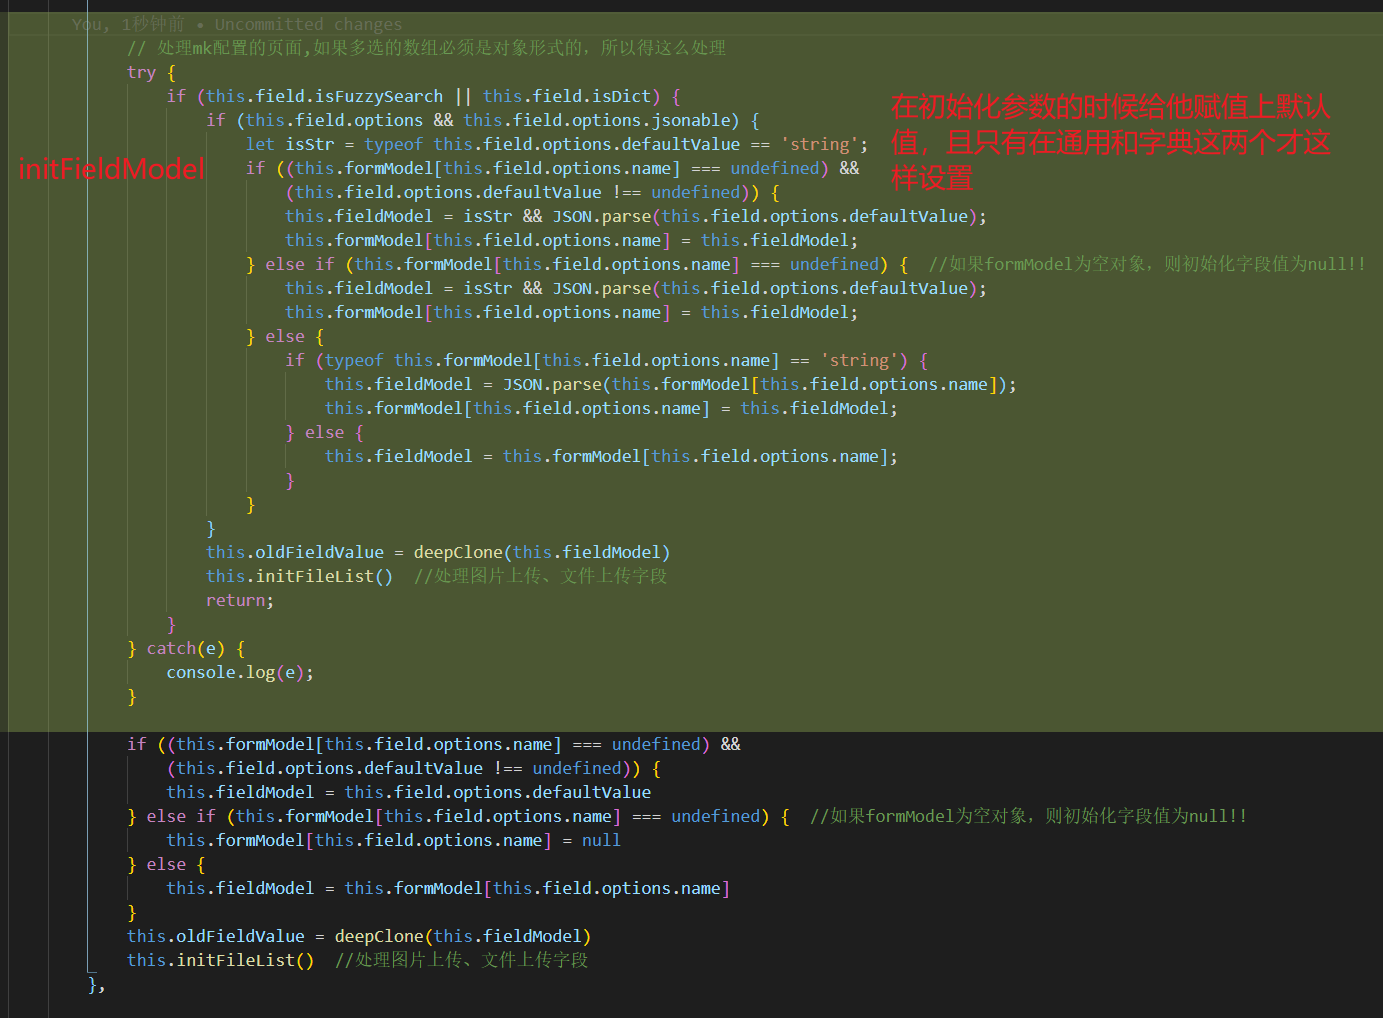 You, 1秒钟前 • Uncommitted changes
// 处理mk配置的页面,如果多选的数组必须是对象形式的，所以得这么处理
try {
if (this.field.isFuzzySearch || this.field.isDict) {
if (this.field.options && this.field.options.jsonable) {
let isStr = typeof this.field.options.defaultValue == 'string';
if ((this.formModel[this.field.options.name] === undefined) &&
(this.field.options.defaultValue !== undefined)) {
this.fieldModel = isStr && JSON.parse(this.field.options.defaultValue);
this.formModel[this.field.options.name] = this.fieldModel;
} else if (this.formModel[this.field.options.name] === undefined) {  //如果formModel为空对象，则初始化字段值为null!!
this.fieldModel = isStr && JSON.parse(this.field.options.defaultValue);
this.formModel[this.field.options.name] = this.fieldModel;
} else {
if (typeof this.formModel[this.field.options.name] == 'string') {
this.fieldModel = JSON.parse(this.formModel[this.field.options.name]);
this.formModel[this.field.options.name] = this.fieldModel;
} else {
this.fieldModel = this.formModel[this.field.options.name];
}
}
}
this.oldFieldValue = deepClone(this.fieldModel)
this.initFileList()  //处理图片上传、文件上传字段
return;
}
} catch(e) {
console.log(e);
}
if ((this.formModel[this.field.options.name] === undefined) &&
(this.field.options.defaultValue !== undefined)) {
this.fieldModel = this.field.options.defaultValue
} else if (this.formModel[this.field.options.name] === undefined) {  //如果formModel为空对象，则初始化字段值为null!!
this.formModel[this.field.options.name] = null
} else {
this.fieldModel = this.formModel[this.field.options.name]
}
this.oldFieldValue = deepClone(this.fieldModel)
this.initFileList()  //处理图片上传、文件上传字段
},
initFieldModel
在初始化参数的时候给他赋值上默认
值，且只有在通用和字典这两个才这
样设置